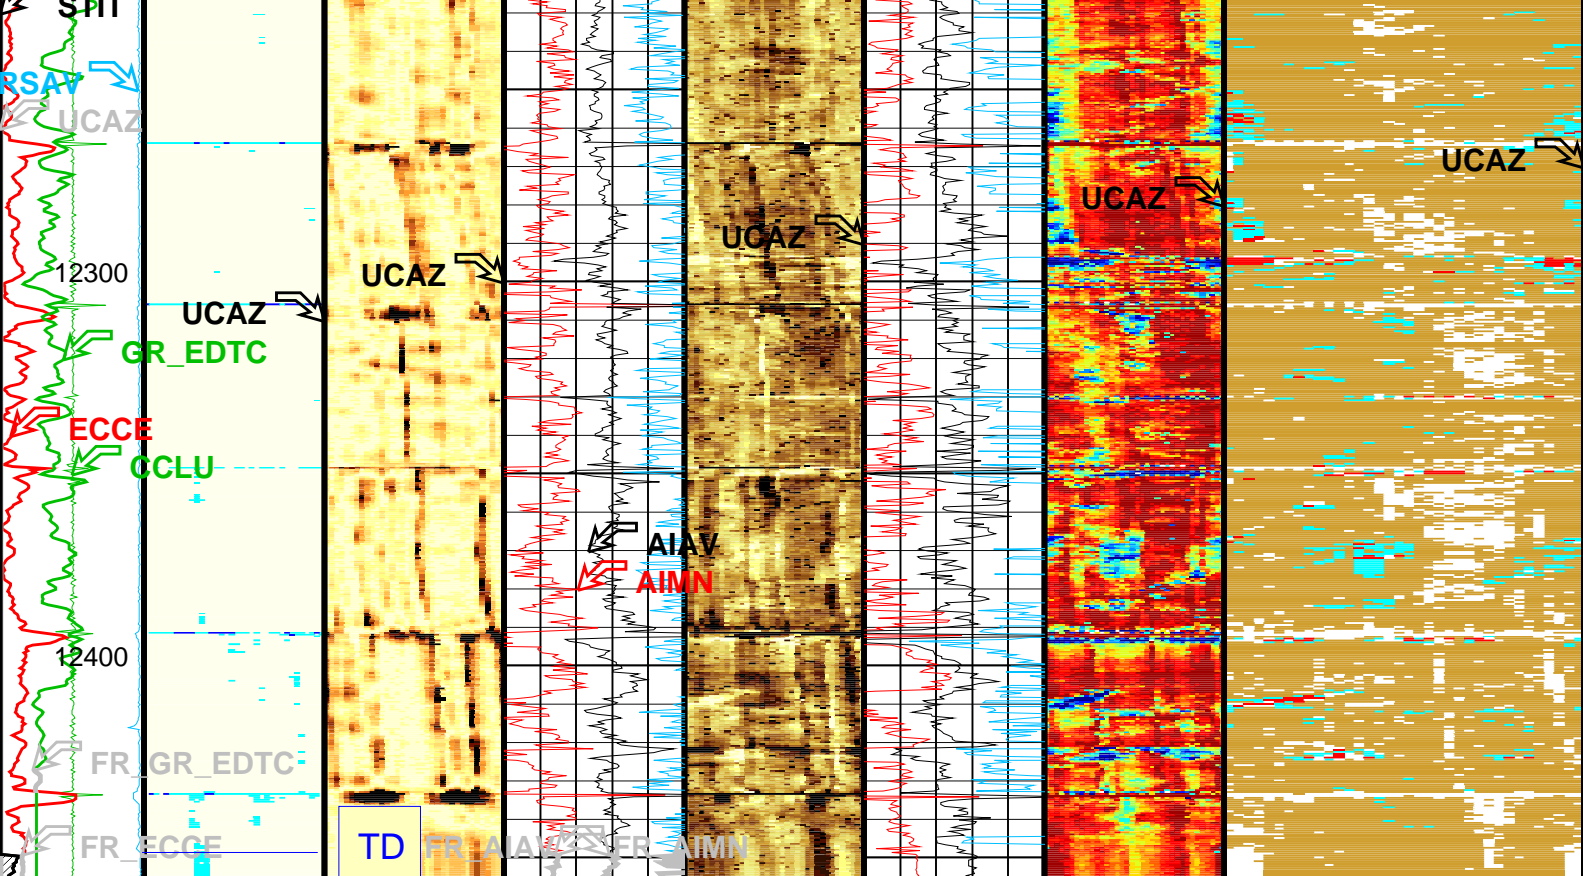 STIT
RSAV
UCAZ
UCAZ
UCAZ
UCAZ
12300
UCAZ
UCAZ
GR_EDTC
ECCE
CCLU
AIAV
AIMN
12400
FR_GR_EDTC
TD
FR_ECCE
FR_AIAV
FR_AIMN